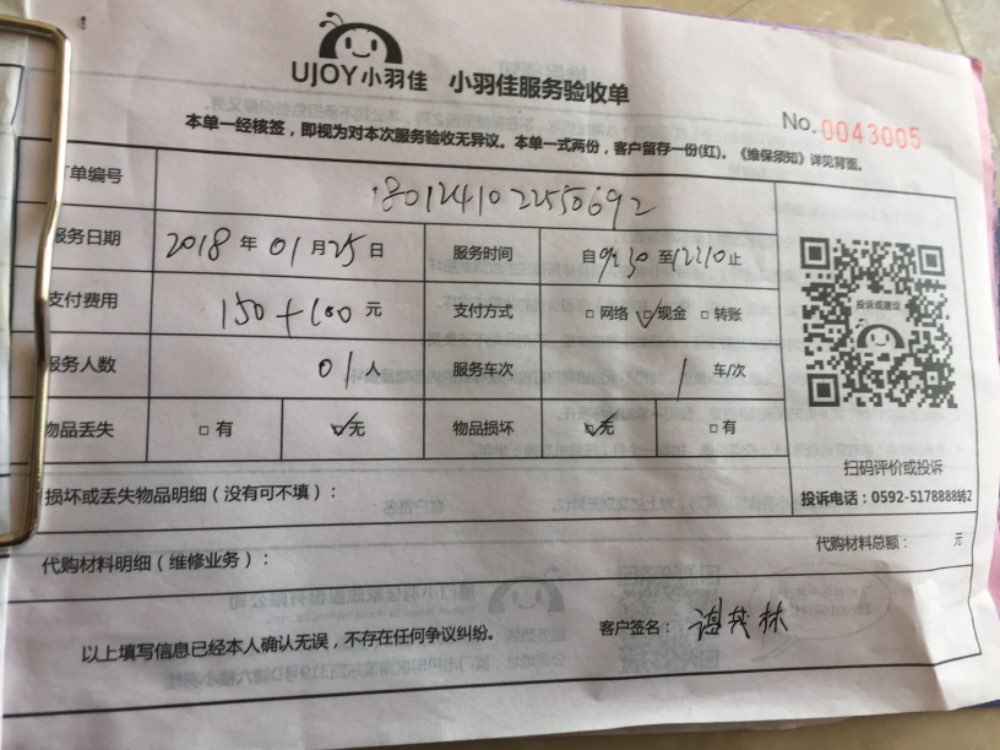 UJOY小羽佳 小羽佳服务验收单
No. 0043005
本单一经核签，即视为对本次服务验收无异议。本单一式两份，客户留存一份(红)。《维保须知》详见背面。
单编号 180124102250692
服务日期 2018 年 01 月 25 日 服务时间 自 9:30 至 12:10 止
支付费用 150+100 元 支付方式 □网络 ☑现金 □转账
服务人数 01 人 服务车次 1 车/次
物品丢失 □有 ☑无 物品损坏 ☑无 □有
投诉或建议
扫码评价或投诉
投诉电话：0592-5178888转2
损坏或丢失物品明细（没有可不填）：
代购材料明细（维修业务）： 代购材料总额： 元
以上填写信息已经本人确认无误，不存在任何争议纠纷。 客户签名：